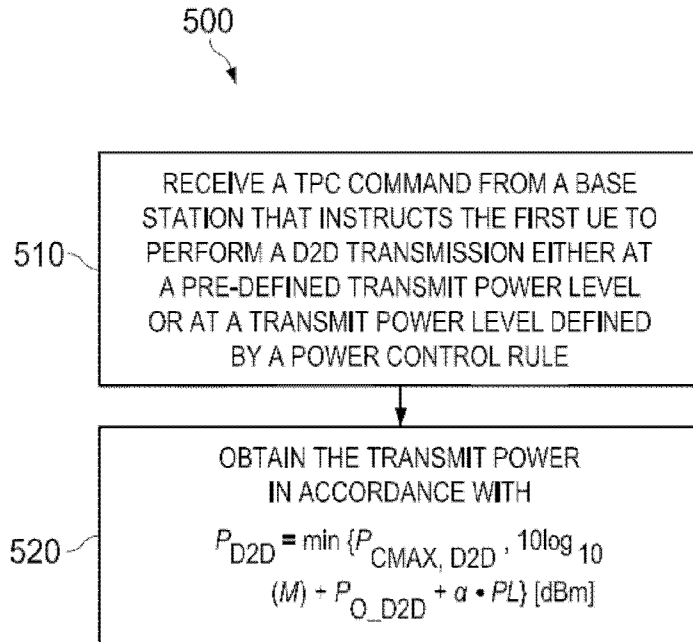 500
510
RECEIVE A TPC COMMAND FROM A BASE
STATION THAT INSTRUCTS THE FIRST UE TO
PERFORM A D2D TRANSMISSION EITHER AT
A PRE-DEFINED TRANSMIT POWER LEVEL
OR AT A TRANSMIT POWER LEVEL DEFINED
BY A POWER CONTROL RULE
520
OBTAIN THE TRANSMIT POWER
IN ACCORDANCE WITH
P_D2D = min {P_CMAX, D2D , 10log_10
(M) + P_O_D2D + α • PL} [dBm]